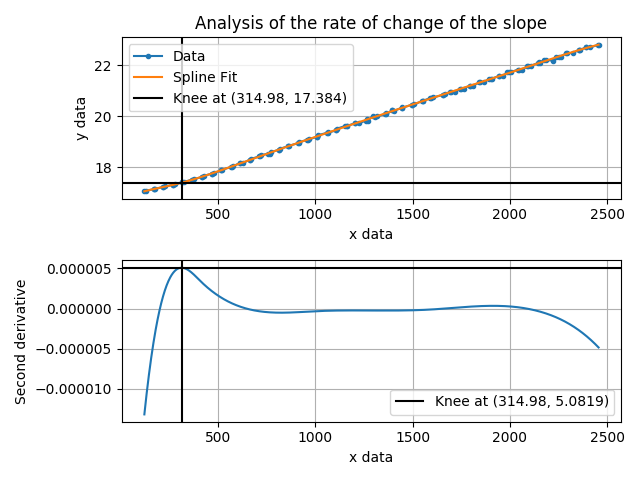 Analysis of the rate of change of the slope
Data
Spline Fit
Knee at (314.98, 17.384)
y data
22
20
18
500 1000 1500 2000 2500
x data
Second derivative
0.000005
0.000000
−0.000005
−0.000010
Knee at (314.98, 5.0819)
500 1000 1500 2000 2500
x data